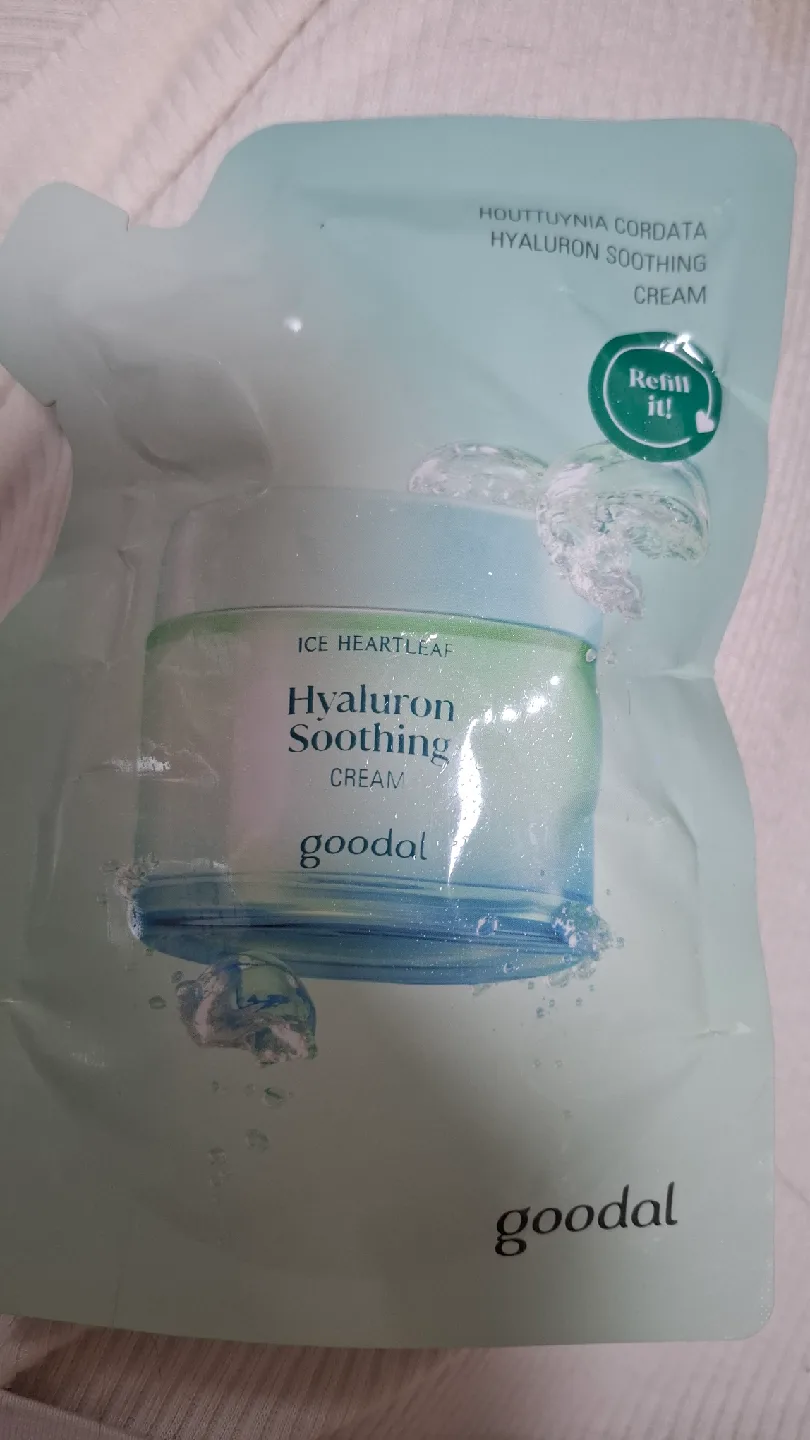 HOUTTUYNIA CORDATA
HYALURON SOOTHING
CREAM
Refill
it!
ICE HEARTLEAF
Hyaluron
Soothing
CREAM
goodal
goodal